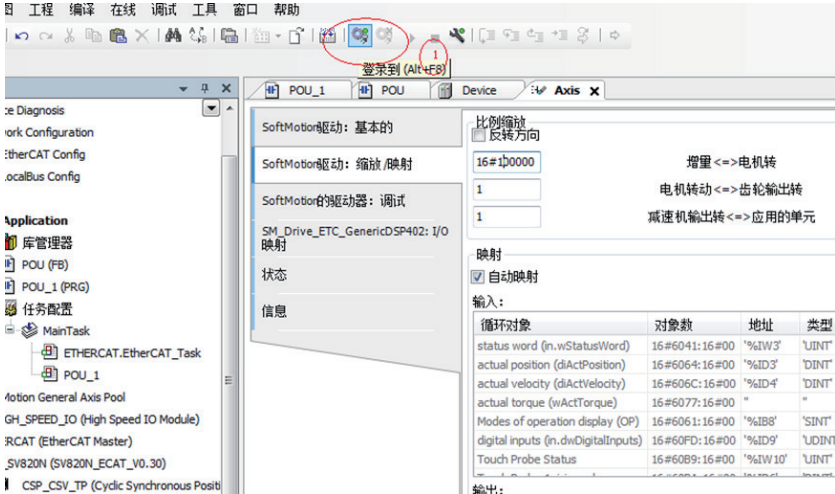 图 工程 编译 在线 调试 工具 窗口 帮助
1
登录到 (Alt+F8)
POU_1 POU Device Axis
ce Diagnosis
vork Configuration
EtherCAT Config
LocalBus Config
Application
库管理器
POU (FB)
POU_1 (PRG)
任务配置
MainTask
ETHERCAT.EtherCAT_Task
POU_1
Motion General Axis Pool
GH_SPEED_IO (High Speed IO Module)
ERCAT (EtherCAT Master)
_SV820N (SV820N_ECAT_V0.30)
CSP_CSV_TP (Cyclic Synchronous Positi
SoftMotion驱动：基本的
SoftMotion驱动：缩放/映射
SoftMotion的驱动器：调试
SM_Drive_ETC_GenericDSP402: I/O
映射
状态
信息
比例缩放
反转方向
16#100000 增量<=>电机转
1 电机转动<=>齿轮输出转
1 减速机输出转<=>应用的单元
映射
自动映射
输入：
循环对象 对象数 地址 类型
status word (in.wStatusWord) 16#6041:16#00 '%IW3' 'UINT'
actual position (diActPosition) 16#6064:16#00 '%ID3' 'DINT'
actual velocity (diActVelocity) 16#606C:16#00 '%ID4' 'DINT'
actual torque (wActTorque) 16#6077:16#00 '' ''
Modes of operation display (OP) 16#6061:16#00 '%IB8' 'SINT'
digital inputs (in.dwDigitalInputs) 16#60FD:16#00 '%ID9' 'UDINT
Touch Probe Status 16#60B9:16#00 '%IW10' 'UINT'
输出：